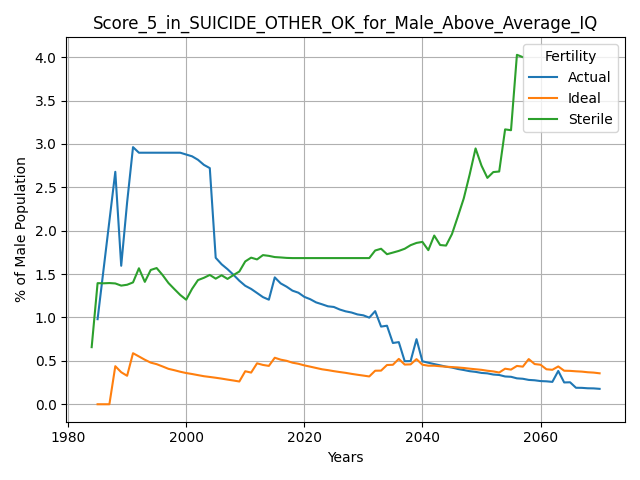 Score_5_in_SUICIDE_OTHER_OK_for_Male_Above_Average_IQ
Fertility
Actual
Ideal
Sterile
% of Male Population
4.0
3.5
3.0
2.5
2.0
1.5
1.0
0.5
0.0
1980
2000
2020
2040
2060
Years